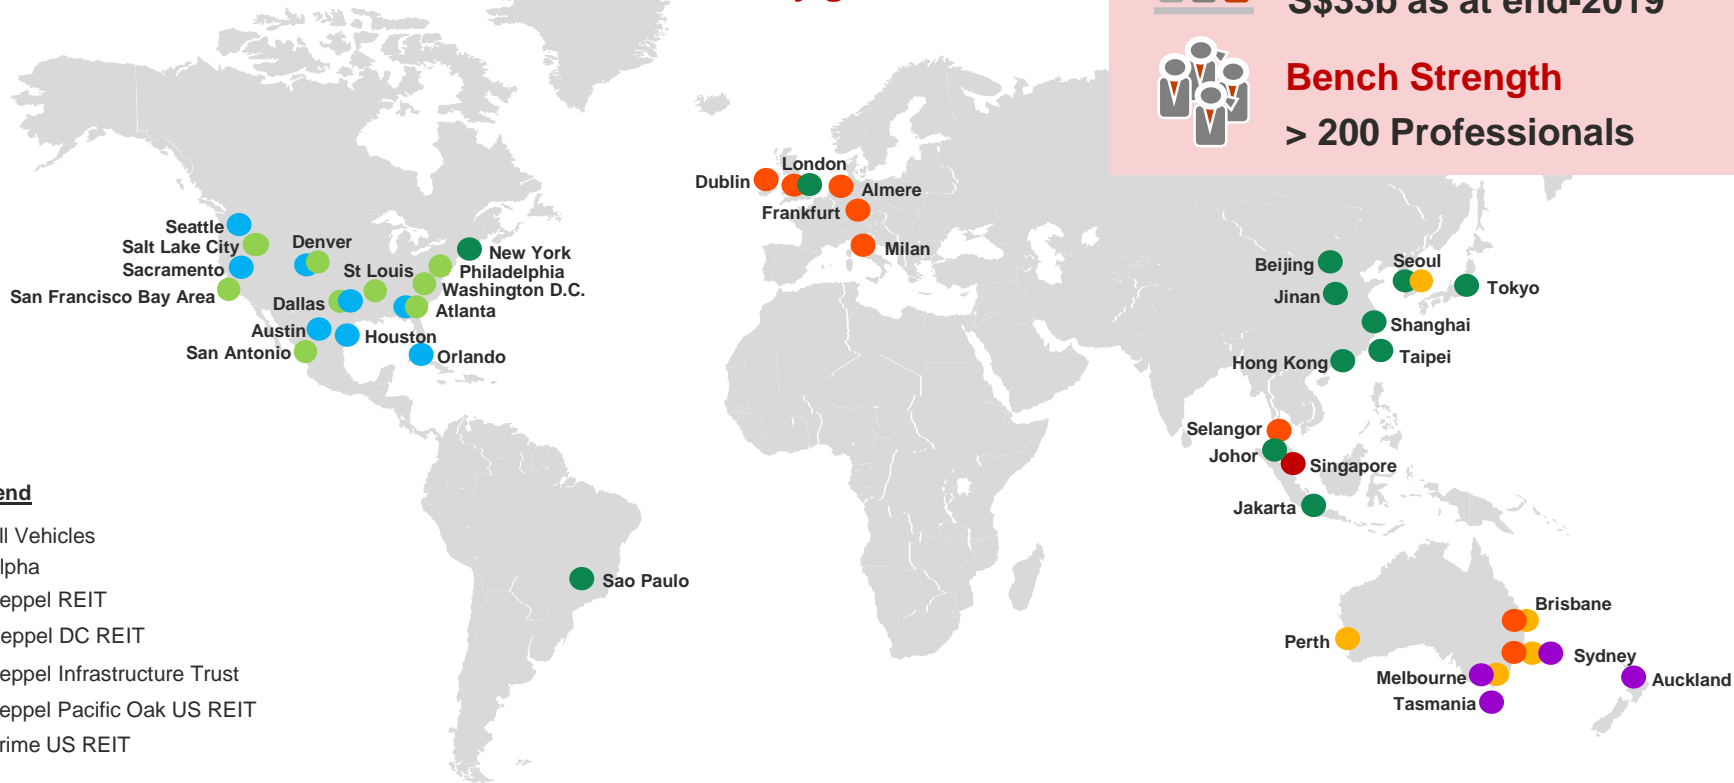 S$33b as at end-2019
Bench Strength
> 200 Professionals
London
Dublin
Almere
Frankfurt
Milan
Seattle
Salt Lake City
Denver
New York
Sacramento
St Louis
Philadelphia
San Francisco Bay Area
Washington D.C.
Dallas
Atlanta
Austin
Houston
San Antonio
Orlando
Beijing
Seoul
Jinan
Tokyo
Shanghai
Hong Kong
Taipei
Selangor
Johor
Singapore
Jakarta
Sao Paulo
Brisbane
Perth
Sydney
Melbourne
Auckland
Tasmania
end
ll Vehicles
lpha
eppel REIT
eppel DC REIT
eppel Infrastructure Trust
eppel Pacific Oak US REIT
rime US REIT